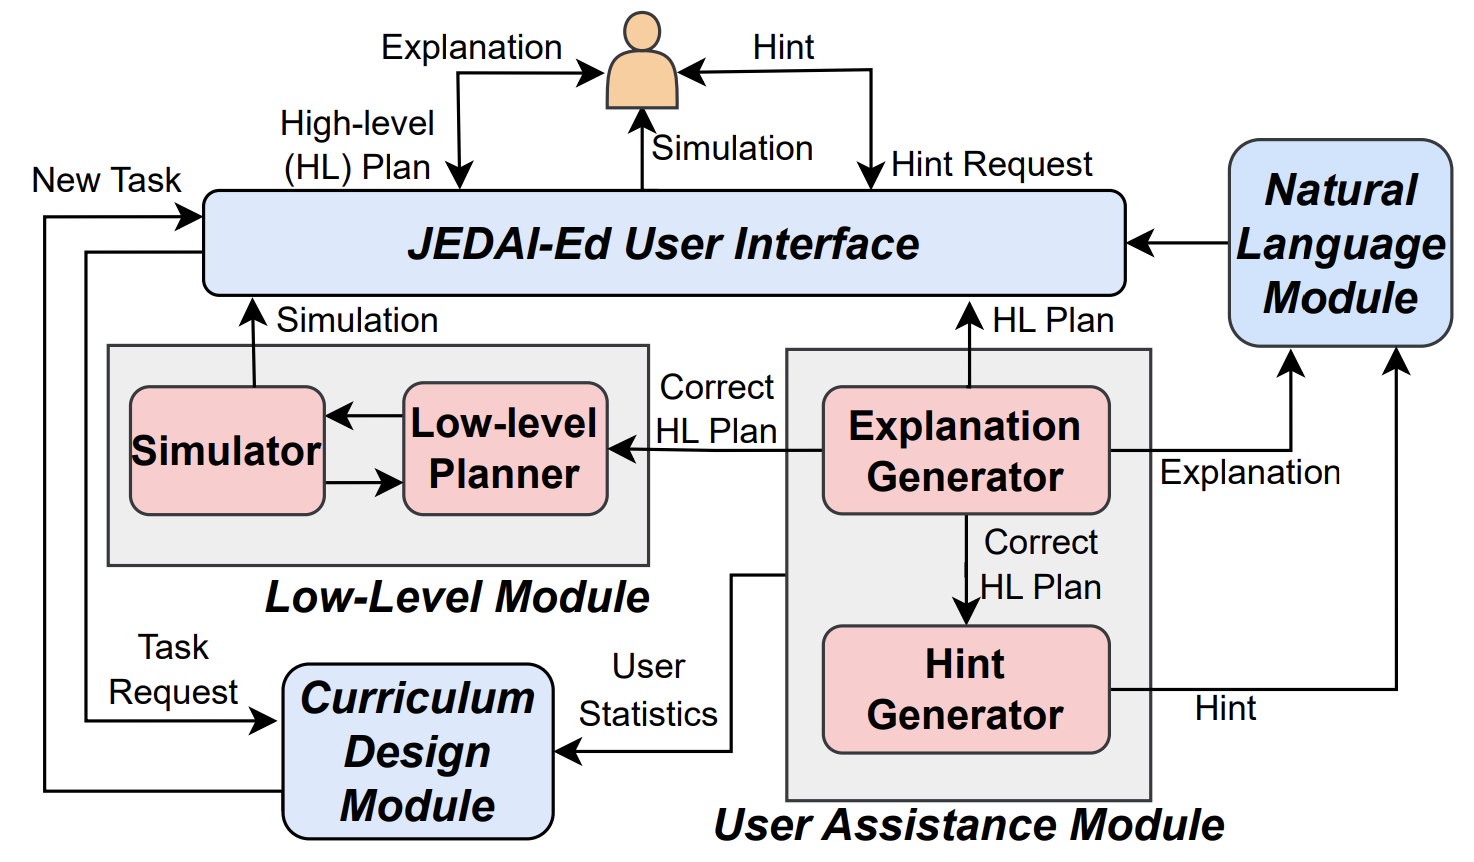 Explanation
Hint
High-level
(HL) Plan
Simulation
Hint Request
New Task
JEDAI-Ed User Interface
Natural
Language
Module
Simulation
HL Plan
Correct
HL Plan
Simulator
Low-level
Planner
Explanation
Generator
Explanation
Correct
HL Plan
Low-Level Module
Task
Request
Curriculum
Design
Module
User
Statistics
Hint
Generator
Hint
User Assistance Module